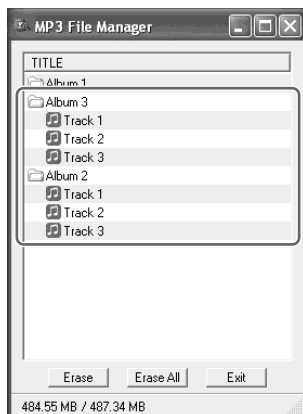 MP3 File Manager
TITLE
Album 1
Album 3
Track 1
Track 2
Track 3
Album 2
Track 1
Track 2
Track 3
Erase
Erase All
Exit
484.55 MB / 487.34 MB